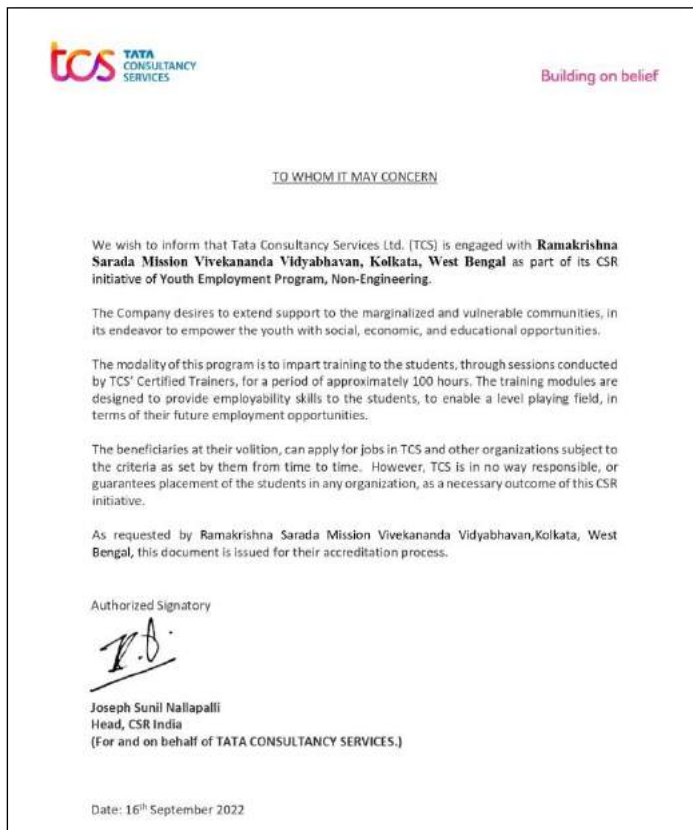 tcs TATA
CONSULTANCY
SERVICES
Building on belief
TO WHOM IT MAY CONCERN
We wish to inform that Tata Consultancy Services Ltd. (TCS) is engaged with Ramakrishna
Sarada Mission Vivekananda Vidyabhavan, Kolkata, West Bengal as part of its CSR
initiative of Youth Employment Program, Non-Engineering.
The Company desires to extend support to the marginalized and vulnerable communities, in
its endeavor to empower the youth with social, economic, and educational opportunities.
The modality of this program is to impart training to the students, through sessions conducted
by TCS' Certified Trainers, for a period of approximately 100 hours. The training modules are
designed to provide employability skills to the students, to enable a level playing field, in
terms of their future employment opportunities.
The beneficiaries at their volition, can apply for jobs in TCS and other organizations subject to
the criteria as set by them from time to time. However, TCS is in no way responsible, or
guarantees placement of the students in any organization, as a necessary outcome of this CSR
initiative.
As requested by Ramakrishna Sarada Mission Vivekananda Vidyabhavan,Kolkata, West
Bengal, this document is issued for their accreditation process.
Authorized Signatory
Joseph Sunil Nallapalli
Head, CSR India
(For and on behalf of TATA CONSULTANCY SERVICES.)
Date: 16th September 2022